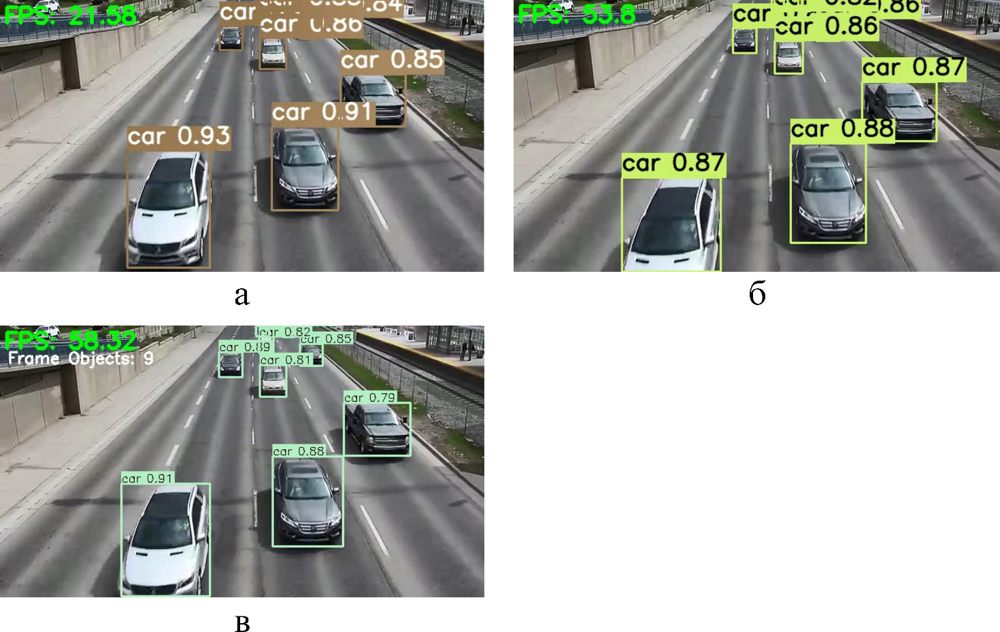 FPS: 21.58
car
.84
car 0.86
car 0.85
car 0.91
car 0.93
а
FPS: 53.8
car
0.82
.86
car 0.86
car 0.87
car 0.88
car 0.87
б
FPS: 58.32
Frame Objects: 9
car 0.82
car 0.85
car 0.89
car 0.81
car 0.79
car 0.88
car 0.91
в